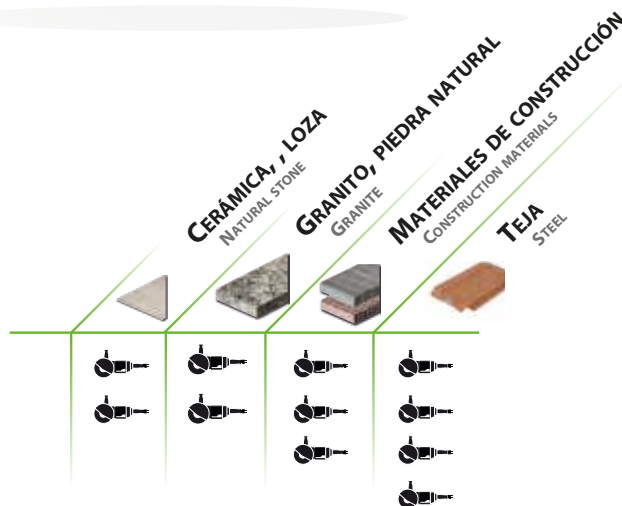 CERÁMICA, , LOZA
NATURAL STONE
GRANITO, PIEDRA NATURAL
GRANITE
MATERIALES DE CONSTRUCCIÓN
CONSTRUCTION MATERIALS
TEJA
STEEL